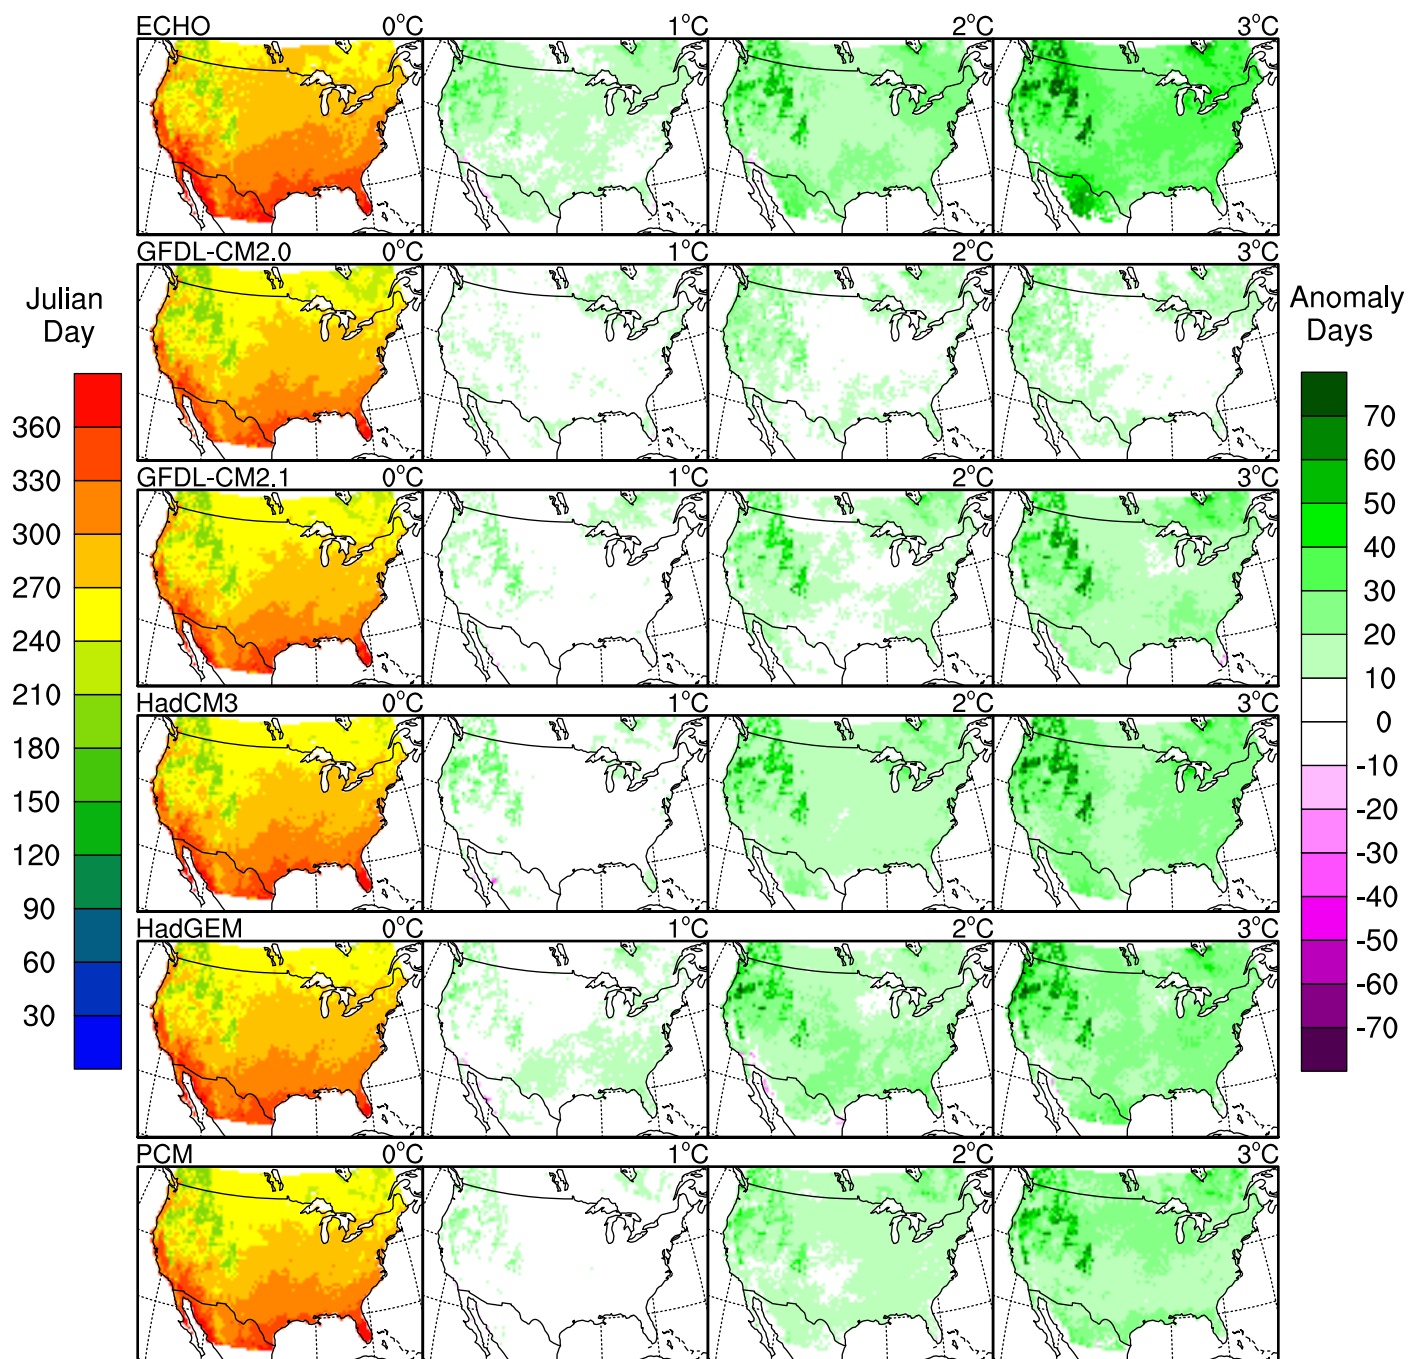 ECHO 0°C 1°C 2°C 3°C
GFDL-CM2.0 0°C 1°C 2°C 3°C
Julian
Day
360
330
300
270
240
210
180
150
120
90
60
30
Anomaly
Days
70
60
50
40
30
20
10
0
-10
-20
-30
-40
-50
-60
-70
GFDL-CM2.1 0°C 1°C 2°C 3°C
HadCM3 0°C 1°C 2°C 3°C
HadGEM 0°C 1°C 2°C 3°C
PCM 0°C 1°C 2°C 3°C